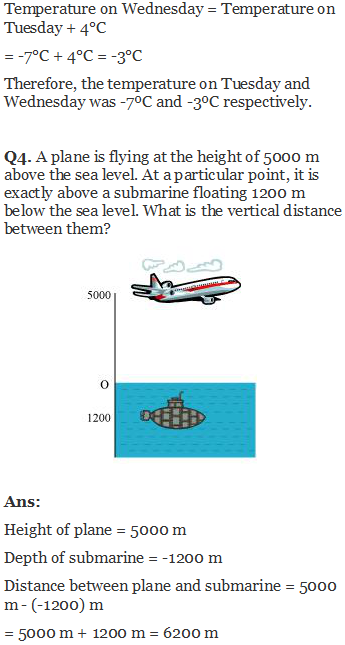 Temperature on Wednesday = Temperature on
Tuesday + 4°C
= -7°C + 4°C = -3°C
Therefore, the temperature on Tuesday and
Wednesday was -7ºC and -3ºC respectively.
Q4. A plane is flying at the height of 5000 m
above the sea level. At a particular point, it is
exactly above a submarine floating 1200 m
below the sea level. What is the vertical distance
between them?
5000
O
1200
Ans:
Height of plane = 5000 m
Depth of submarine = -1200 m
Distance between plane and submarine = 5000
m - (-1200) m
= 5000 m + 1200 m = 6200 m